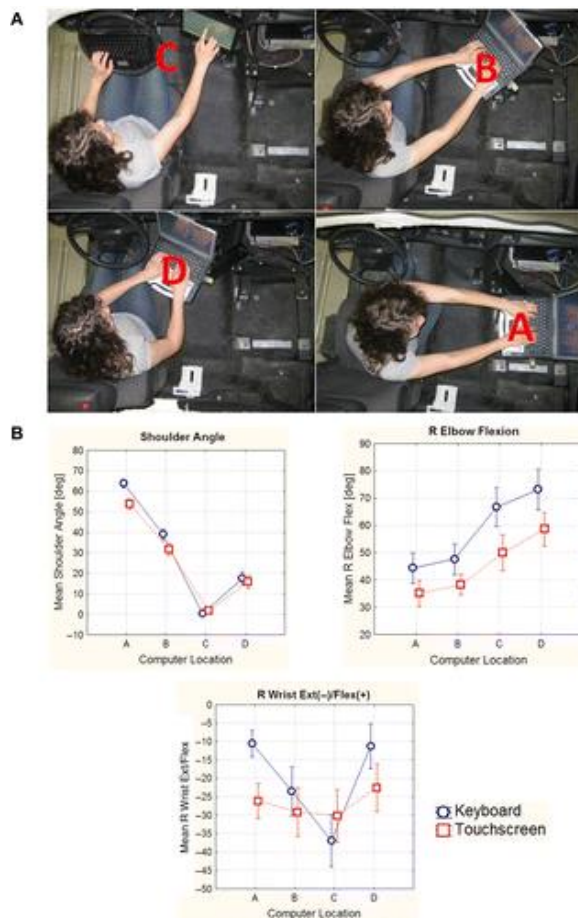 A
C
B
D
A
B
Shoulder Angle
Mean Shoulder Angle [deg]
80
70
60
50
40
30
20
10
0
–10
A B C D
Computer Location
R Elbow Flexion
Mean R Elbow Flex [deg]
90
80
70
60
50
40
30
20
A B C D
Computer Location
R Wrist Ext(–)/Flex(+)
Mean R Wrist Ext/Flex
0
–5
–10
–15
–20
–25
–30
–35
–40
–45
–50
A B C D
Computer Location
Keyboard
Touchscreen